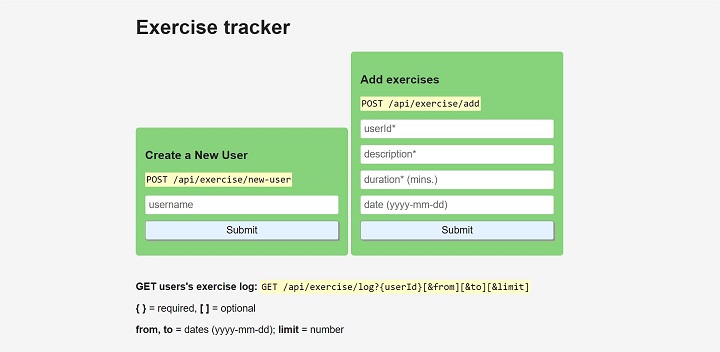 Exercise tracker
Create a New User
POST /api/exercise/new-user
username
Submit
Add exercises
POST /api/exercise/add
userId*
description*
duration* (mins.)
date (yyyy-mm-dd)
Submit
GET users's exercise log: GET /api/exercise/log?{userId}[&from][&to][&limit]
{ } = required, [ ] = optional
from, to = dates (yyyy-mm-dd); limit = number